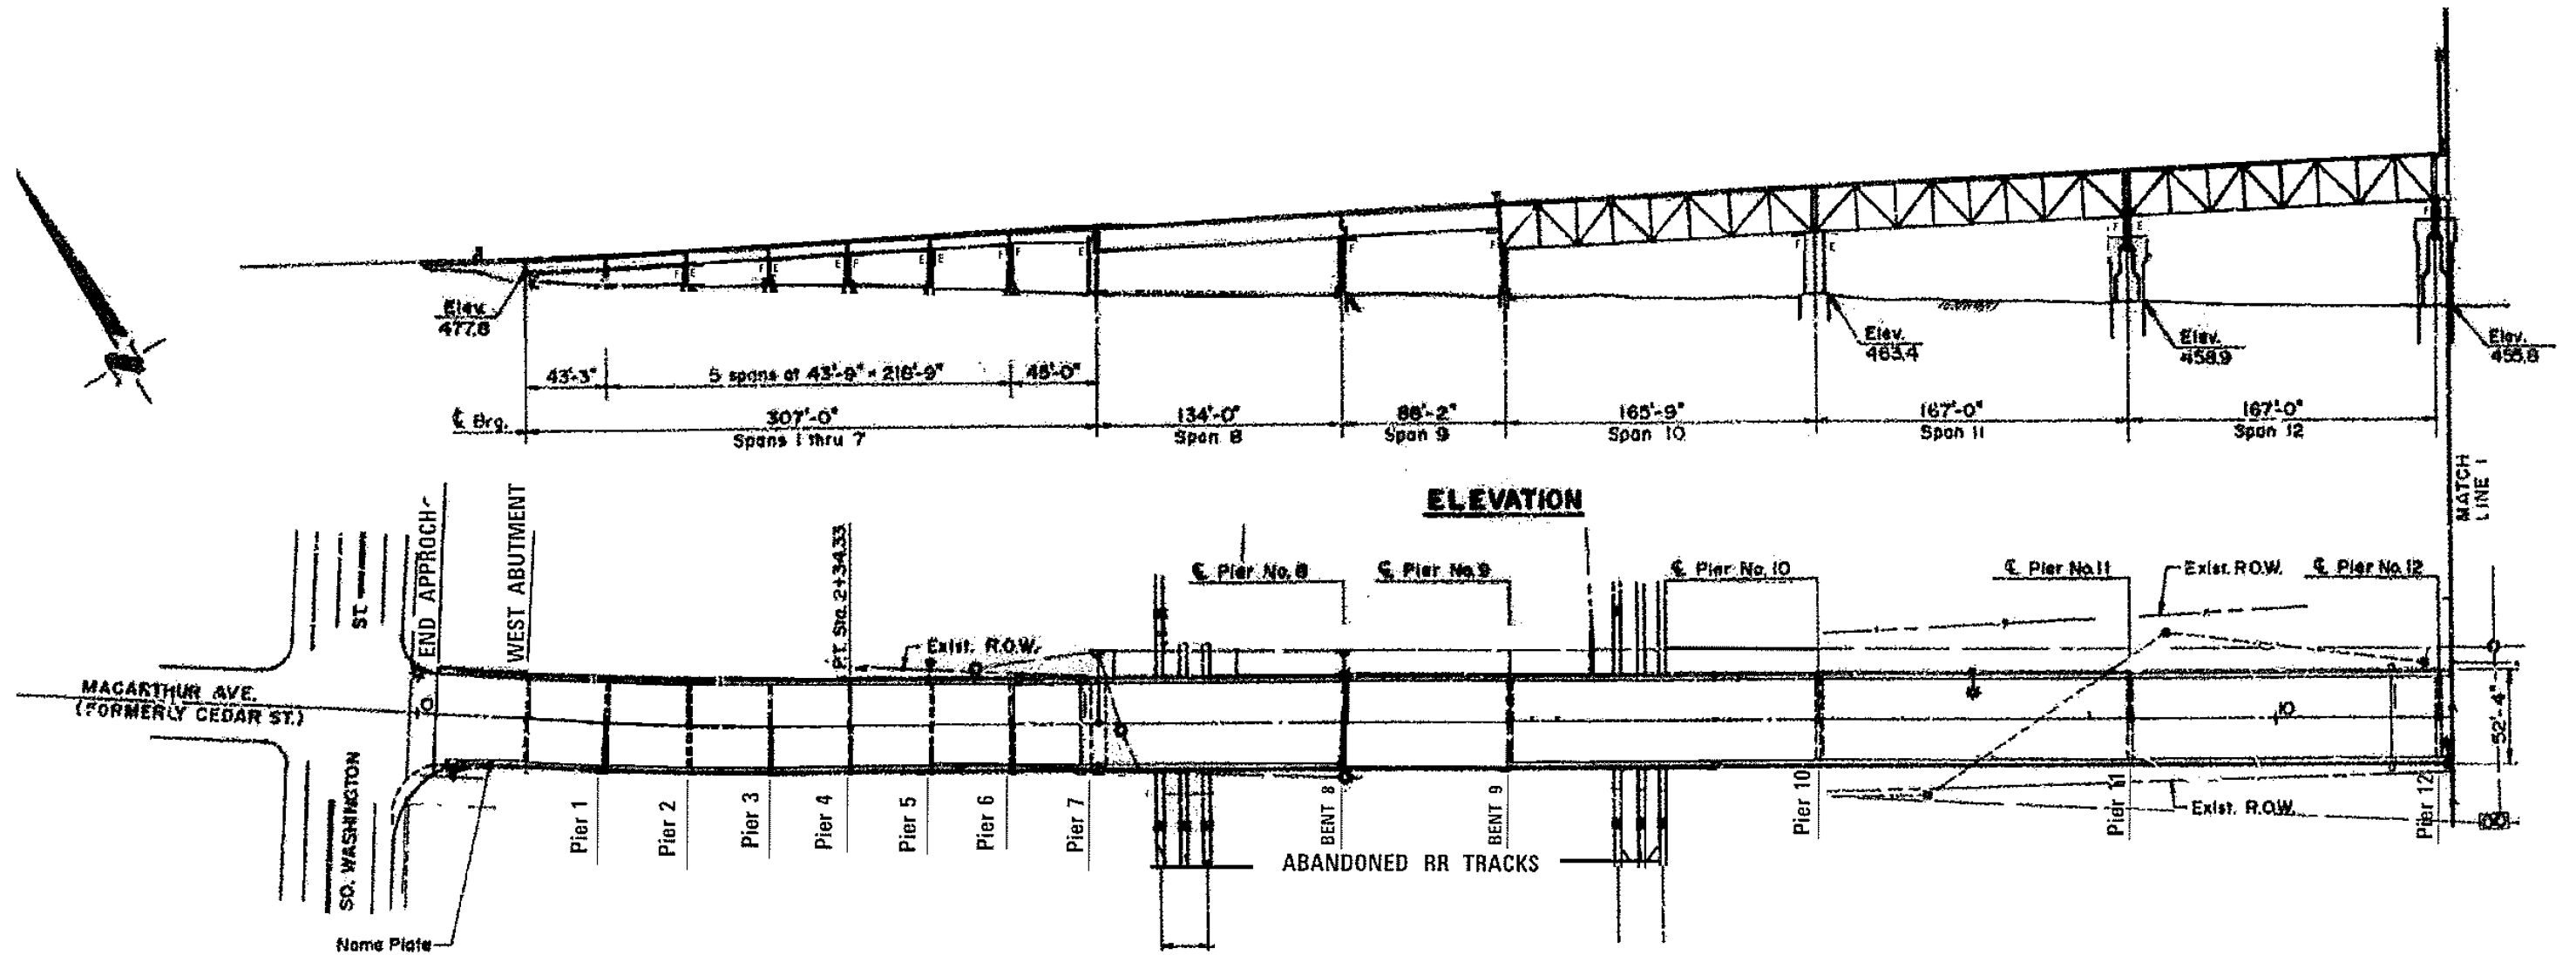 Elev.
477.8
Elev.
463.4
Elev.
458.9
Elev.
455.8
43'-3"
5 spans at 43'-9" = 218'-9"
45'-0"
℄ Brg.
307'-0"
Spans 1 thru 7
134'-0"
Span 8
88'-2"
Span 9
165'-9"
Span 10
167'-0"
Span 11
167'-0"
Span 12
MATCH
LINE 1
ELEVATION
ST.
END APPROCH
WEST ABUTMENT
P.T. Sta. 2+34.33
℄ Pier No. 8
℄ Pier No. 9
℄ Pier No. 10
℄ Pier No. 11
Exist. R.O.W.
℄ Pier No. 12
Exist. R.O.W.
MACARTHUR AVE.
(FORMERLY CEDAR ST.)
0
10
52'-4"
SO. WASHINGTON
Pier 1
Pier 2
Pier 3
Pier 4
Pier 5
Pier 6
Pier 7
BENT 8
BENT 9
Pier 10
Pier 11
Pier 12
Exist. R.O.W.
ABANDONED RR TRACKS
Name Plate